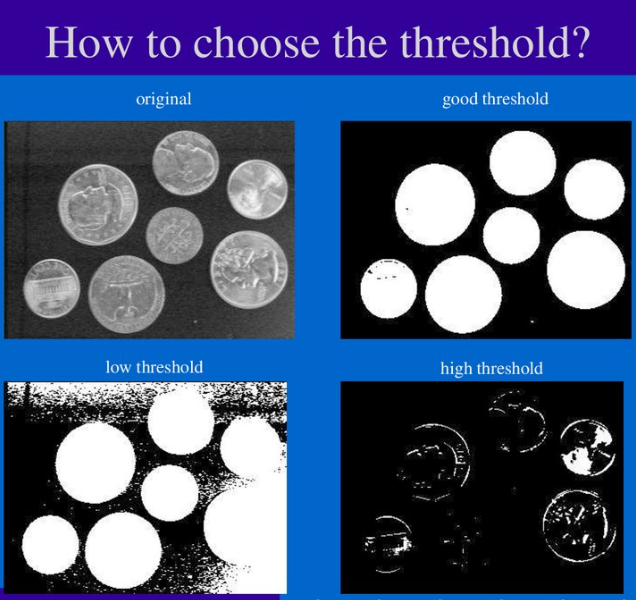 How to choose the threshold?
original
good threshold
low threshold
high threshold